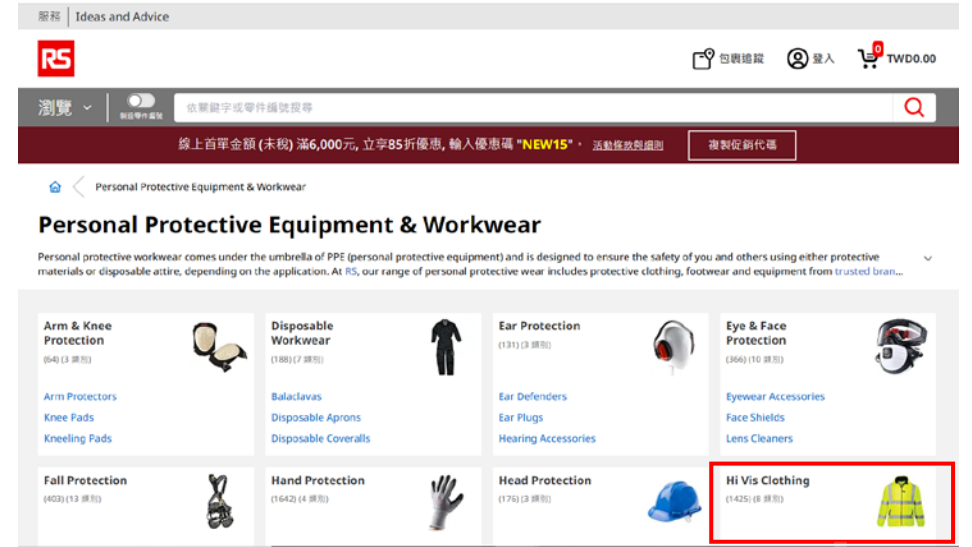 服務 | Ideas and Advice
RS
包裹追蹤
登入
0
TWD0.00
瀏覽
製造零件編號
依關鍵字或零件編號搜尋
線上首單金額 (未稅) 滿6,000元, 立享85折優惠, 輸入優惠碼 "NEW15"。 活動條款與細則
複製促銷代碼
Personal Protective Equipment & Workwear
Personal Protective Equipment & Workwear
Personal protective workwear comes under the umbrella of PPE (personal protective equipment) and is designed to ensure the safety of you and others using either protective
materials or disposable attire, depending on the application. At RS, our range of personal protective wear includes protective clothing, footwear and equipment from trusted bran...
Arm & Knee
Protection
(64) (3 類別)
Arm Protectors
Knee Pads
Kneeling Pads
Disposable
Workwear
(188) (7 類別)
Balaclavas
Disposable Aprons
Disposable Coveralls
Ear Protection
(131) (3 類別)
Ear Defenders
Ear Plugs
Hearing Accessories
Eye & Face
Protection
(366) (10 類別)
Eyewear Accessories
Face Shields
Lens Cleaners
Fall Protection
(403) (13 類別)
Hand Protection
(1642) (4 類別)
Head Protection
(176) (3 類別)
Hi Vis Clothing
(1425) (8 類別)